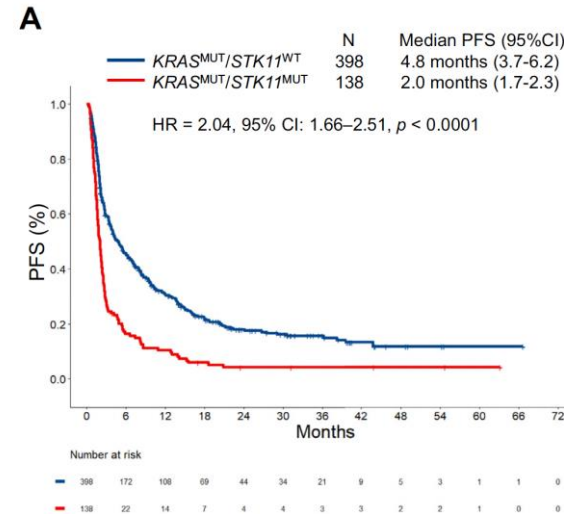 A
N Median PFS (95%CI)
KRASMUT/STK11WT 398 4.8 months (3.7-6.2)
KRASMUT/STK11MUT 138 2.0 months (1.7-2.3)
HR = 2.04, 95% CI: 1.66–2.51, p < 0.0001
PFS (%)
1.0
0.8
0.6
0.4
0.2
0.0
0 6 12 18 24 30 36 42 48 54 60 66 72
Months
Number at risk
398 172 108 69 44 34 21 9 5 3 1 1 0
138 22 14 7 4 4 3 3 2 2 1 0 0